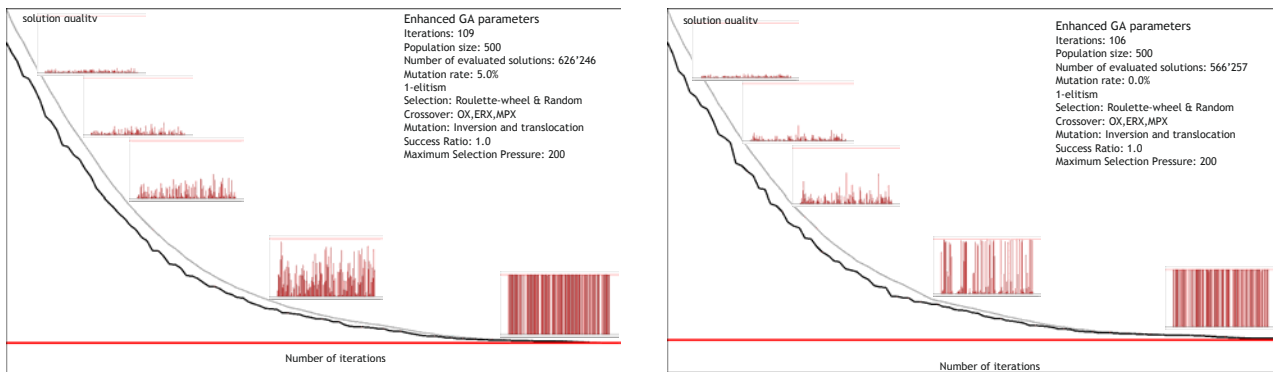 solution quality
Enhanced GA parameters
Iterations: 109
Population size: 500
Number of evaluated solutions: 626'246
Mutation rate: 5.0%
1-elitism
Selection: Roulette-wheel & Random
Crossover: OX,ERX,MPX
Mutation: Inversion and translocation
Success Ratio: 1.0
Maximum Selection Pressure: 200
Number of iterations
solution quality
Enhanced GA parameters
Iterations: 106
Population size: 500
Number of evaluated solutions: 566'257
Mutation rate: 0.0%
1-elitism
Selection: Roulette-wheel & Random
Crossover: OX,ERX,MPX
Mutation: Inversion and translocation
Success Ratio: 1.0
Maximum Selection Pressure: 200
Number of iterations